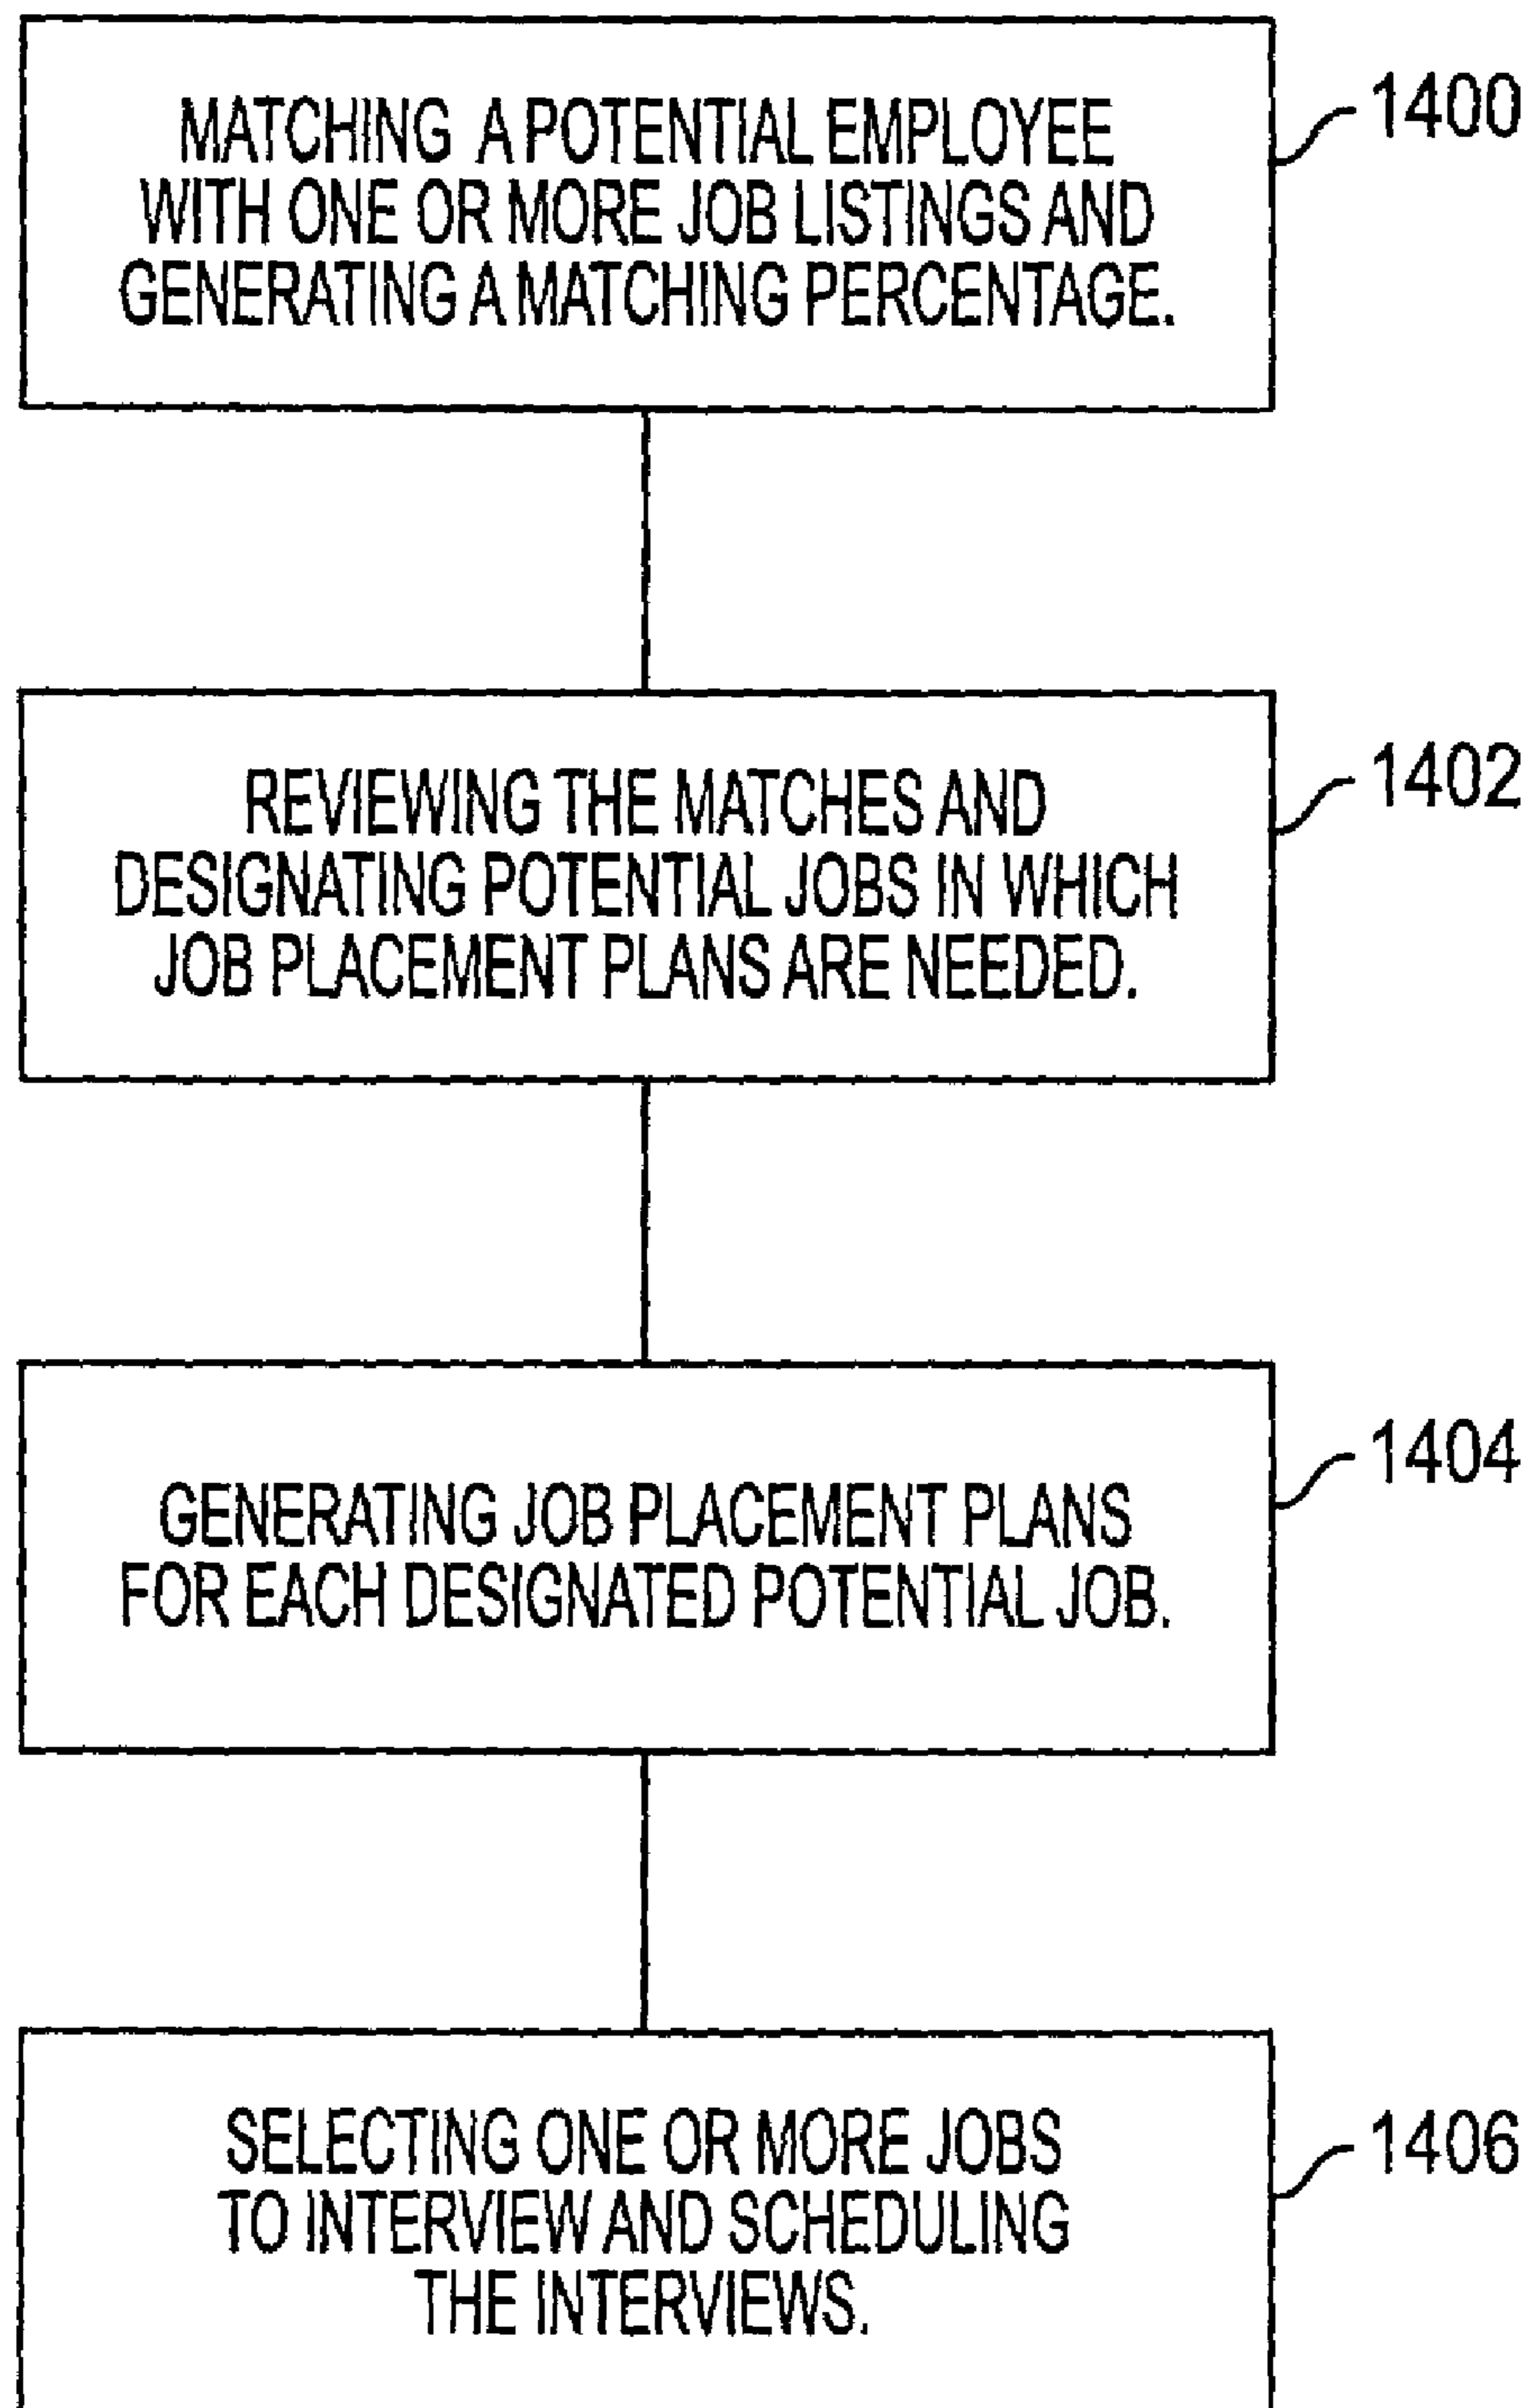 MATCHING A POTENTIAL EMPLOYEE
WITH ONE OR MORE JOB LISTINGS AND
GENERATING A MATCHING PERCENTAGE.
1400
REVIEWING THE MATCHES AND
DESIGNATING POTENTIAL JOBS IN WHICH
JOB PLACEMENT PLANS ARE NEEDED.
1402
GENERATING JOB PLACEMENT PLANS
FOR EACH DESIGNATED POTENTIAL JOB.
1404
SELECTING ONE OR MORE JOBS
TO INTERVIEW AND SCHEDULING
THE INTERVIEWS.
1406